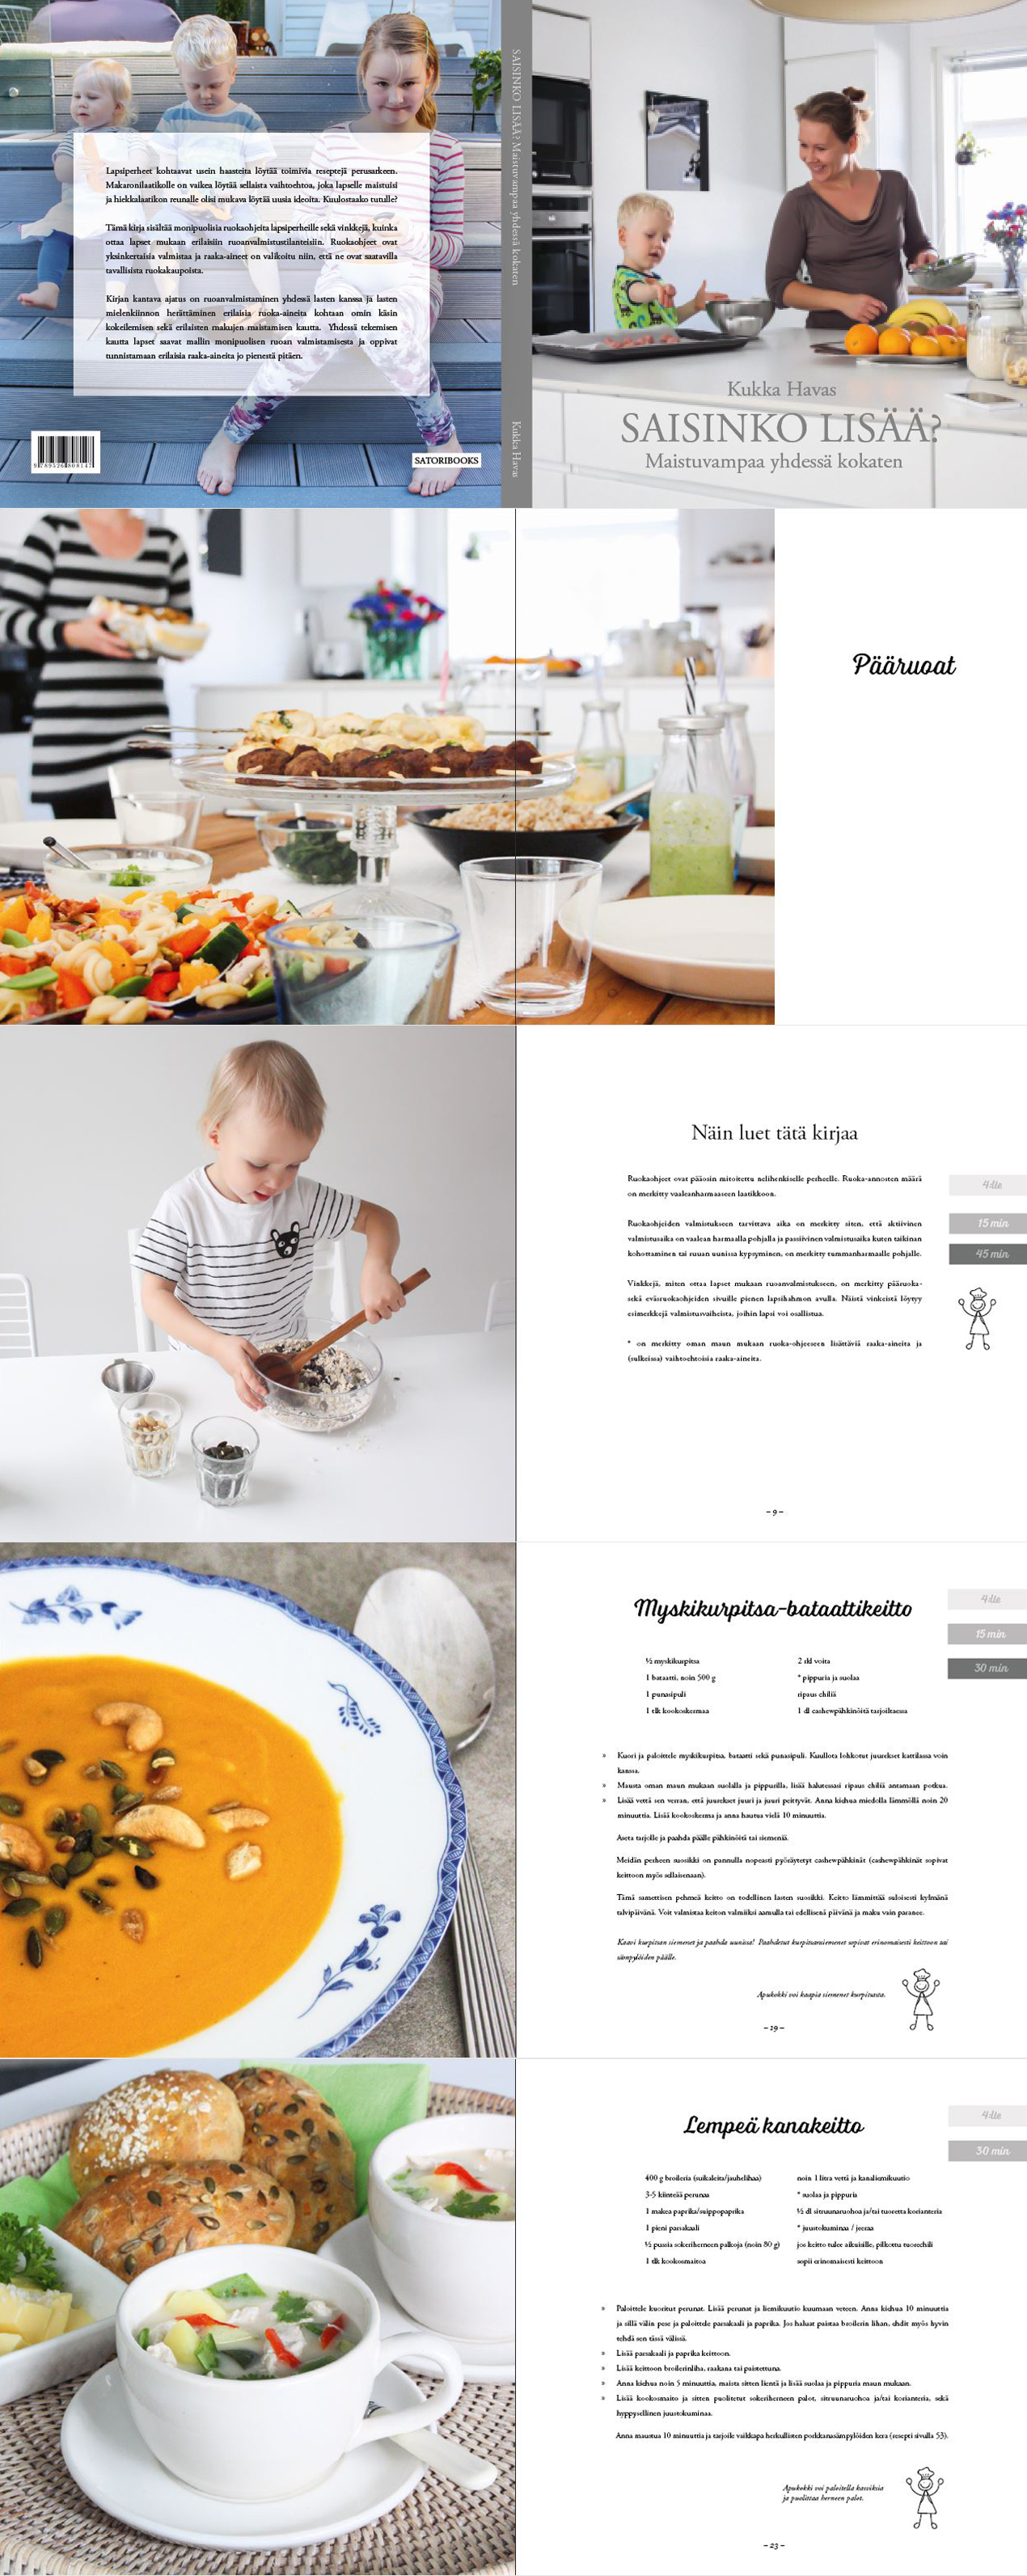 Lapsiperheet kohtaavat usein haasteita löytää toimivia reseptejä perusarkeen.
Makaronilaatikolle on vaikea löytää sellaista vaihtoehtoa, joka lapselle maistuisi
ja hiekkalaatikon reunalle olisi mukava löytää uusia ideoita. Kuulostaako tutulle?
Tämä kirja sisältää monipuolisia ruokaohjeita lapsiperheille sekä vinkkejä, kuinka
ottaa lapset mukaan erilaisiin ruoanvalmistustilanteisiin. Ruokaohjeet ovat
yksinkertaisia valmistaa ja raaka-aineet on valikoitu niin, että ne ovat saatavilla
tavallisista ruokakaupoista.
Kirjan kantava ajatus on ruoanvalmistaminen yhdessä lasten kanssa ja lasten
mielenkiinnon herättäminen erilaisia ruoka-aineita kohtaan omin käsin
kokeilemisen sekä erilaisten makujen maistamisen kautta. Yhdessä tekemisen
kautta lapset saavat mallin monipuolisen ruoan valmistamisesta ja oppivat
tunnistamaan erilaisia raaka-aineita jo pienestä pitäen.
SATORIBOOKS
SAISINKO LISÄÄ? Maistuvampaa yhdessä kokaten
Kukka Havas
Kukka Havas
SAISINKO LISÄÄ?
Maistuvampaa yhdessä kokaten
Pääruoat
Näin luet tätä kirjaa
Ruokaohjeet ovat pääosin mitoitettu nelihenkiselle perheelle. Ruoka-annosten määrä
on merkitty vaaleanharmaaseen laatikkoon.
4:lle
Ruokaohjeiden valmistukseen tarvittava aika on merkitty siten, että aktiivinen
valmistusaika on vaalean harmaalla pohjalla ja passiivinen valmistusaika kuten taikinan
kohottaminen tai ruuan uunissa kypsyminen, on merkitty tummanharmaalle pohjalle.
15 min
45 min
Vinkkejä, miten ottaa lapset mukaan ruoanvalmistukseen, on merkitty pääruoka-
sekä eväsruokaohjeiden sivuille pienen lapsihahmon avulla. Näistä vinkeistä löytyy
esimerkkejä valmistusvaiheista, joihin lapsi voi osallistua.
* on merkitty oman maun mukaan ruoka-ohjeeseen lisättäviä raaka-aineita ja
(sulkeissa) vaihtoehtoisia raaka-aineita.
– 9 –
Myskikurpitsa-bataattikeitto
4:lle
15 min
30 min
½ myskikurpitsa
1 bataatti, noin 500 g
1 punasipuli
1 tlk kookoskermaa
2 rkl voita
* pippuria ja suolaa
ripaus chiliä
1 dl cashewpähkinöitä tarjoiltaessa
» Kuori ja paloittele myskikurpitsa, bataatti sekä punasipuli. Kuullota lohkotut juurekset kattilassa voin
kanssa.
» Mausta oman maun mukaan suolalla ja pippurilla, lisää halutessasi ripaus chiliä antamaan potkua.
» Lisää vettä sen verran, että juurekset juuri ja juuri peittyvät. Anna kiehua miedolla lämmöllä noin 20
minuuttia. Lisää kookoskerma ja anna hautua vielä 10 minuuttia.
Aseta tarjolle ja paahda päälle pähkinöitä tai siemeniä.
Meidän perheen suosikki on pannulla nopeasti pyöräytetyt cashewpähkinät (cashewpähkinät sopivat
keittoon myös sellaisenaan).
Tämä samettisen pehmeä keitto on todellinen lasten suosikki. Keitto lämmittää suloisesti kylmänä
talvipäivänä. Voit valmistaa keiton valmiiksi aamulla tai edellisenä päivänä ja maku vain paranee.
Kaavi kurpitsan siemenet ja paahda uunissa! Paahdetut kurpitsansiemenet sopivat erinomaisesti keittoon tai
sämpylöiden päälle.
Apukokki voi kaapia siemenet kurpitsasta.
– 19 –
Lempeä kanakeitto
4:lle
30 min
400 g broileria (suikaleita/jauhelihaa)
3-5 kiinteää perunaa
1 makea paprika/suippopaprika
1 pieni parsakaali
½ pussia sokeriherneen palkoja (noin 80 g)
1 tlk kookosmaitoa
noin 1 litra vettä ja kanaliemikuutio
* suolaa ja pippuria
½ dl sitruunaruohoa ja/tai tuoretta korianteria
* juustokuminaa / jeeraa
jos keitto tulee aikuisille, pilkottu tuorechili
sopii erinomaisesti keittoon
» Paloittele kuoritut perunat. Lisää perunat ja liemikuutio kuumaan veteen. Anna kiehua 10 minuuttia
ja sillä välin pese ja paloittele parsakaali ja paprika. Jos haluat paistaa broilerin lihan, ehdit myös hyvin
tehdä sen tässä välissä.
» Lisää parsakaali ja paprika keittoon.
» Lisää keittoon broilerinliha, raakana tai paistettuna.
» Anna kiehua noin 5 minuuttia, maista sitten lientä ja lisää suolaa ja pippuria maun mukaan.
» Lisää kookosmaito ja sitten puolitetut sokeriherneen palot, sitruunaruohoa ja/tai korianteria, sekä
hyppysellinen juustokuminaa.
Anna maustua 10 minuuttia ja tarjoile vaikkapa herkullisten porkkanasämpylöiden kera (resepti sivulla 53).
Apukokki voi paloitella kasviksia
ja puolittaa herneen palot.
– 23 –